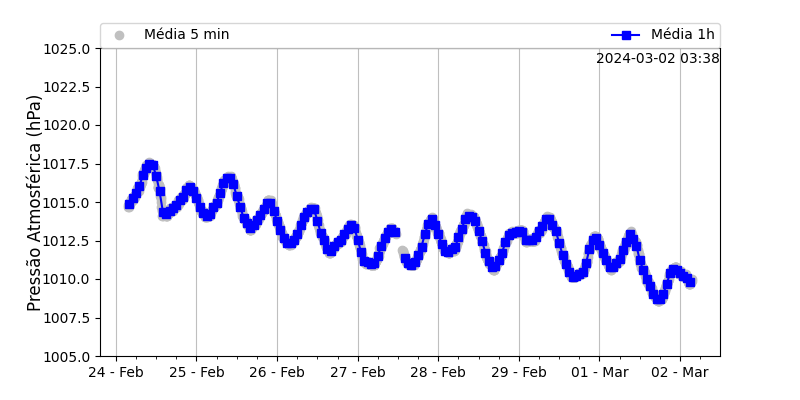 Média 5 min
Média 1h
2024-03-02 03:38
Pressão Atmosférica (hPa)
1025.0
1022.5
1020.0
1017.5
1015.0
1012.5
1010.0
1007.5
1005.0
24 - Feb
25 - Feb
26 - Feb
27 - Feb
28 - Feb
29 - Feb
01 - Mar
02 - Mar